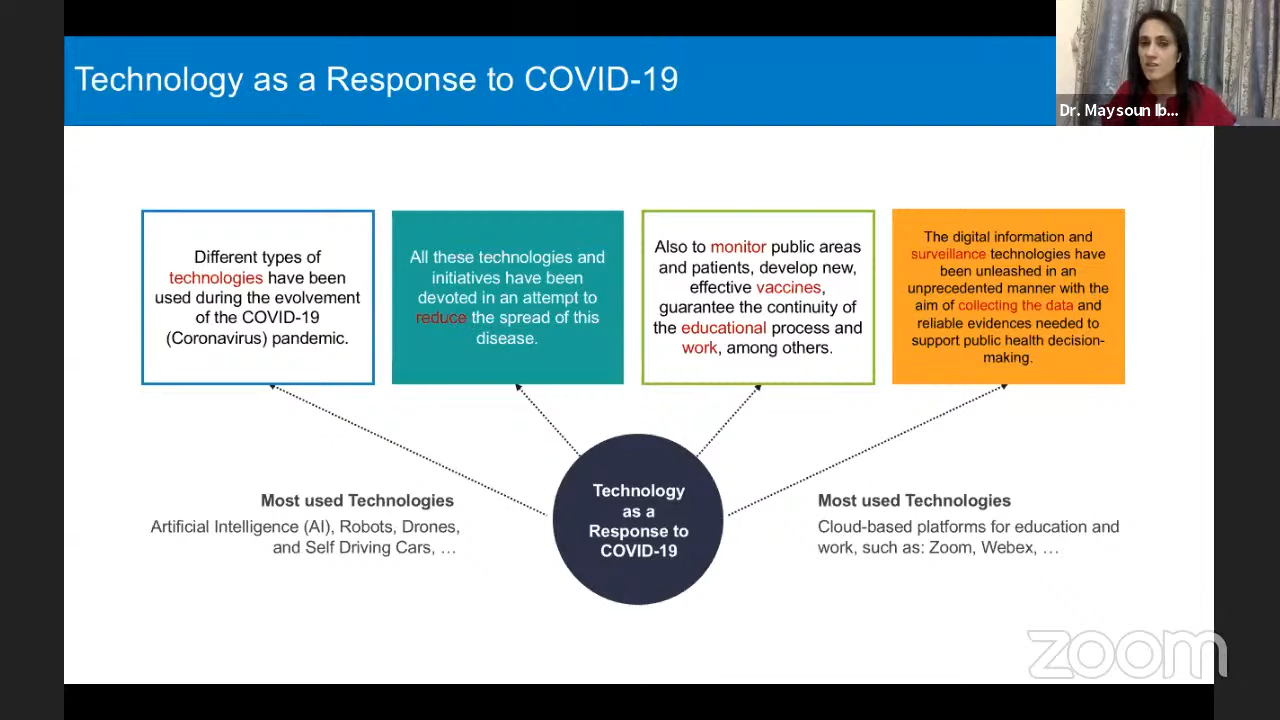 Technology as a Response to COVID-19
Dr. Maysoun Ib...
Different types of
technologies have been
used during the evolvement
of the COVID-19
(Coronavirus) pandemic.
All these technologies and
initiatives have been
devoted in an attempt to
reduce the spread of this
disease.
Also to monitor public areas
and patients, develop new,
effective vaccines,
guarantee the continuity of
the educational process and
work, among others.
The digital information and
surveillance technologies have
been unleashed in an
unprecedented manner with the
aim of collecting the data and
reliable evidences needed to
support public health decision-
making.
Most used Technologies
Artificial Intelligence (AI), Robots, Drones,
and Self Driving Cars, …
Technology
as a
Response to
COVID-19
Most used Technologies
Cloud-based platforms for education and
work, such as: Zoom, Webex, …
zoom